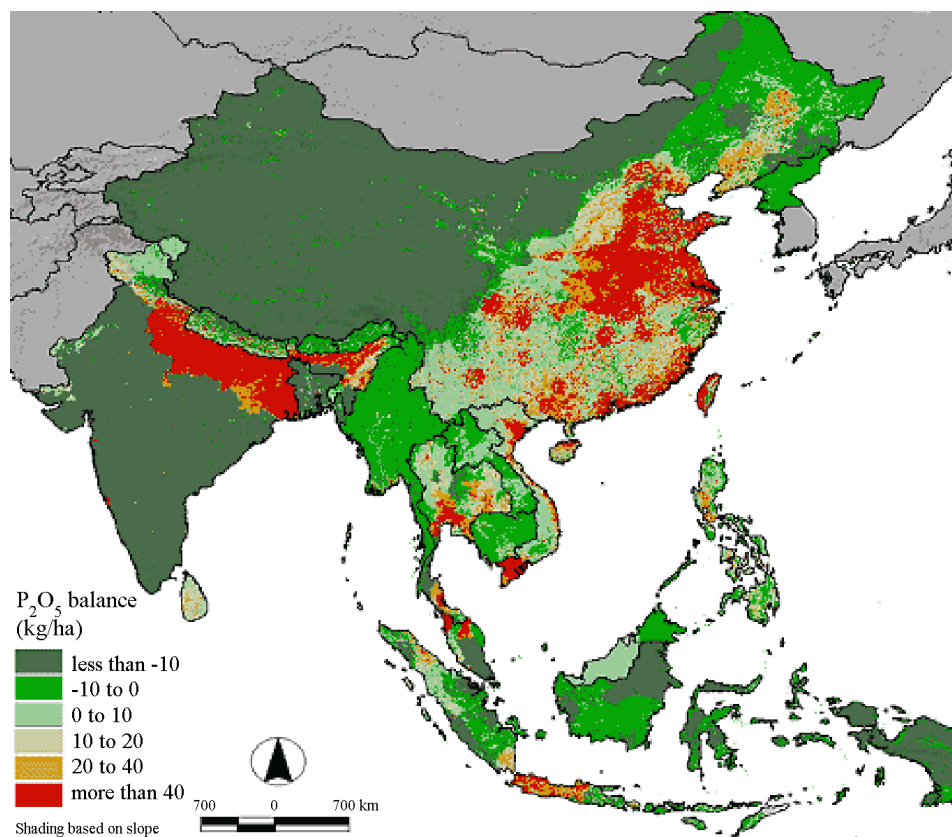 P₂O₅ balance
(kg/ha)
less than -10
-10 to 0
0 to 10
10 to 20
20 to 40
more than 40
700 0 700 km
Shading based on slope